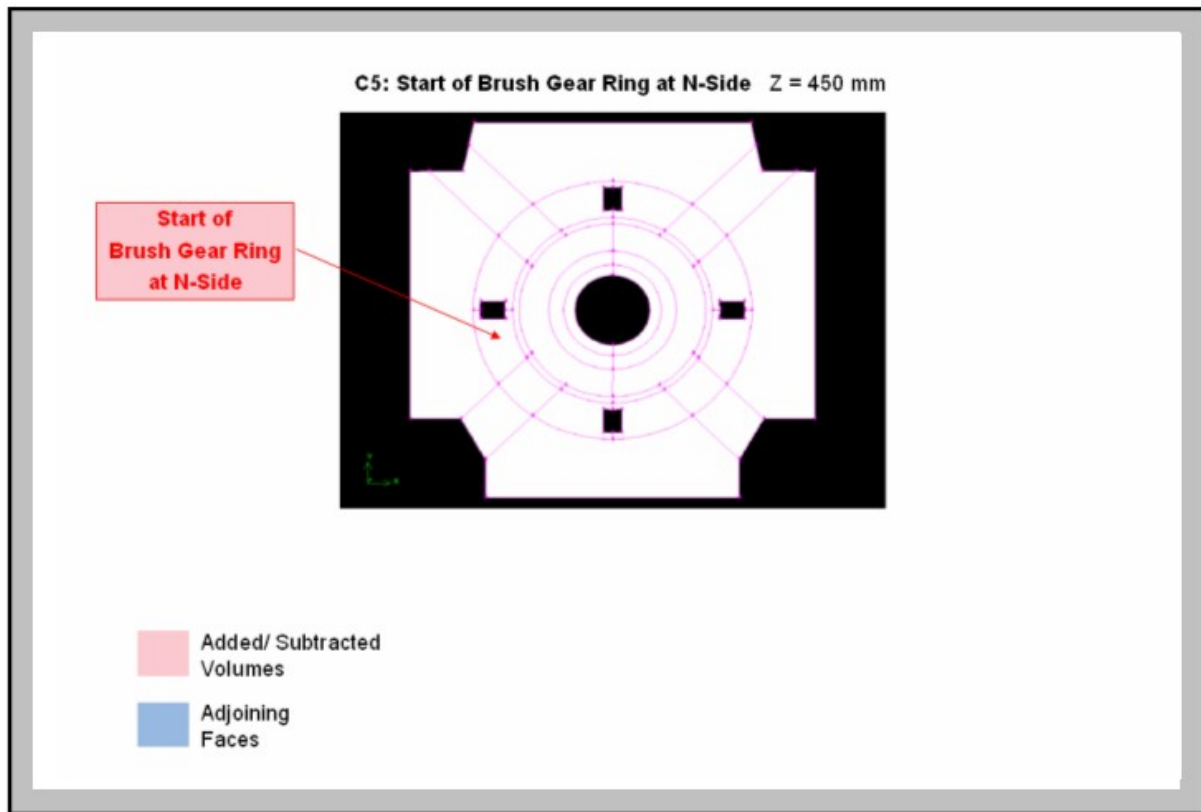 C5: Start of Brush Gear Ring at N-Side Z = 450 mm
Start of
Brush Gear Ring
at N-Side
Added/ Subtracted
Volumes
Adjoining
Faces